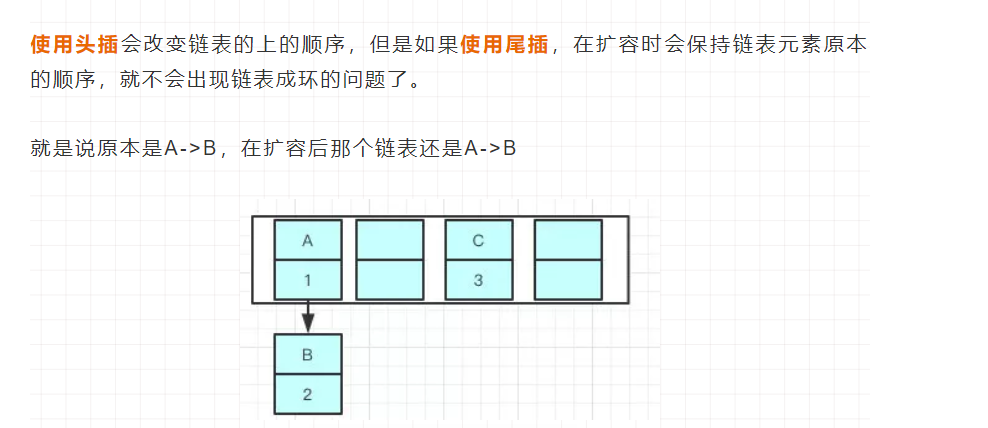 使用头插会改变链表的上的顺序，但是如果使用尾插，在扩容时会保持链表元素原本
的顺序，就不会出现链表成环的问题了。
就是说原本是A->B，在扩容后那个链表还是A->B
A C
1 3
B
2